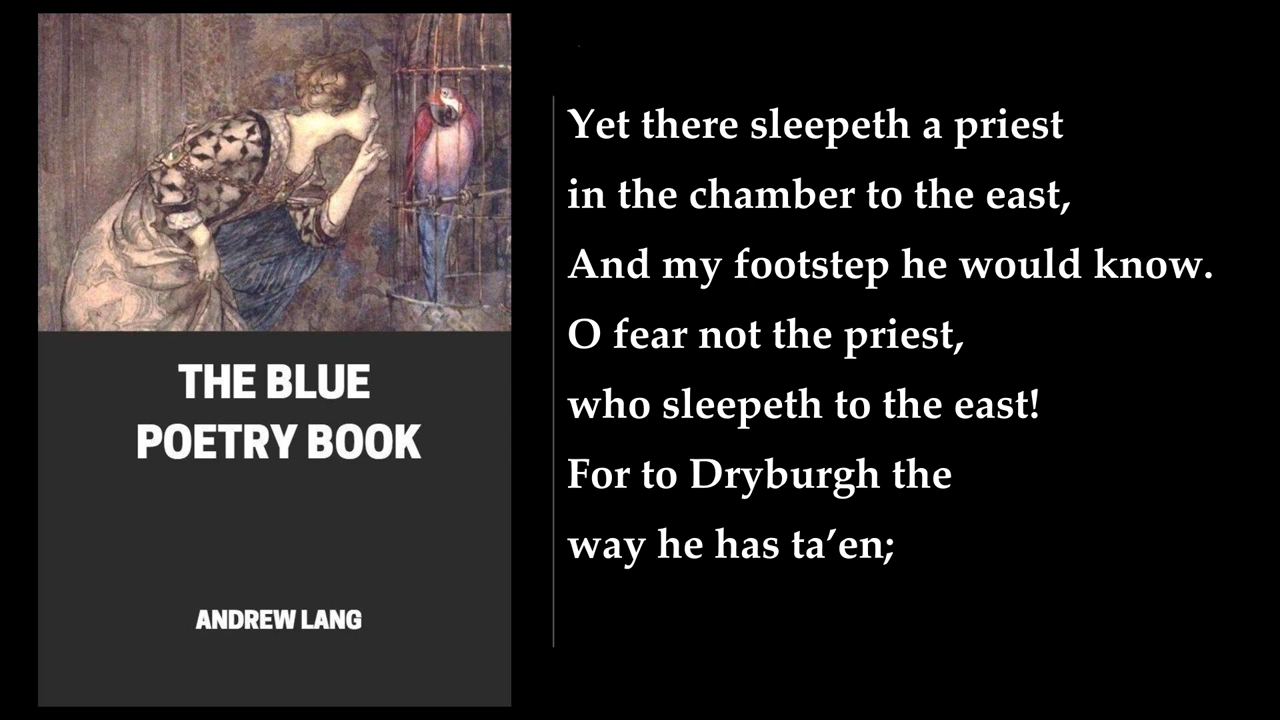 THE BLUE
POETRY BOOK
ANDREW LANG
Yet there sleepeth a priest
in the chamber to the east,
And my footstep he would know.
O fear not the priest,
who sleepeth to the east!
For to Dryburgh the
way he has ta’en;